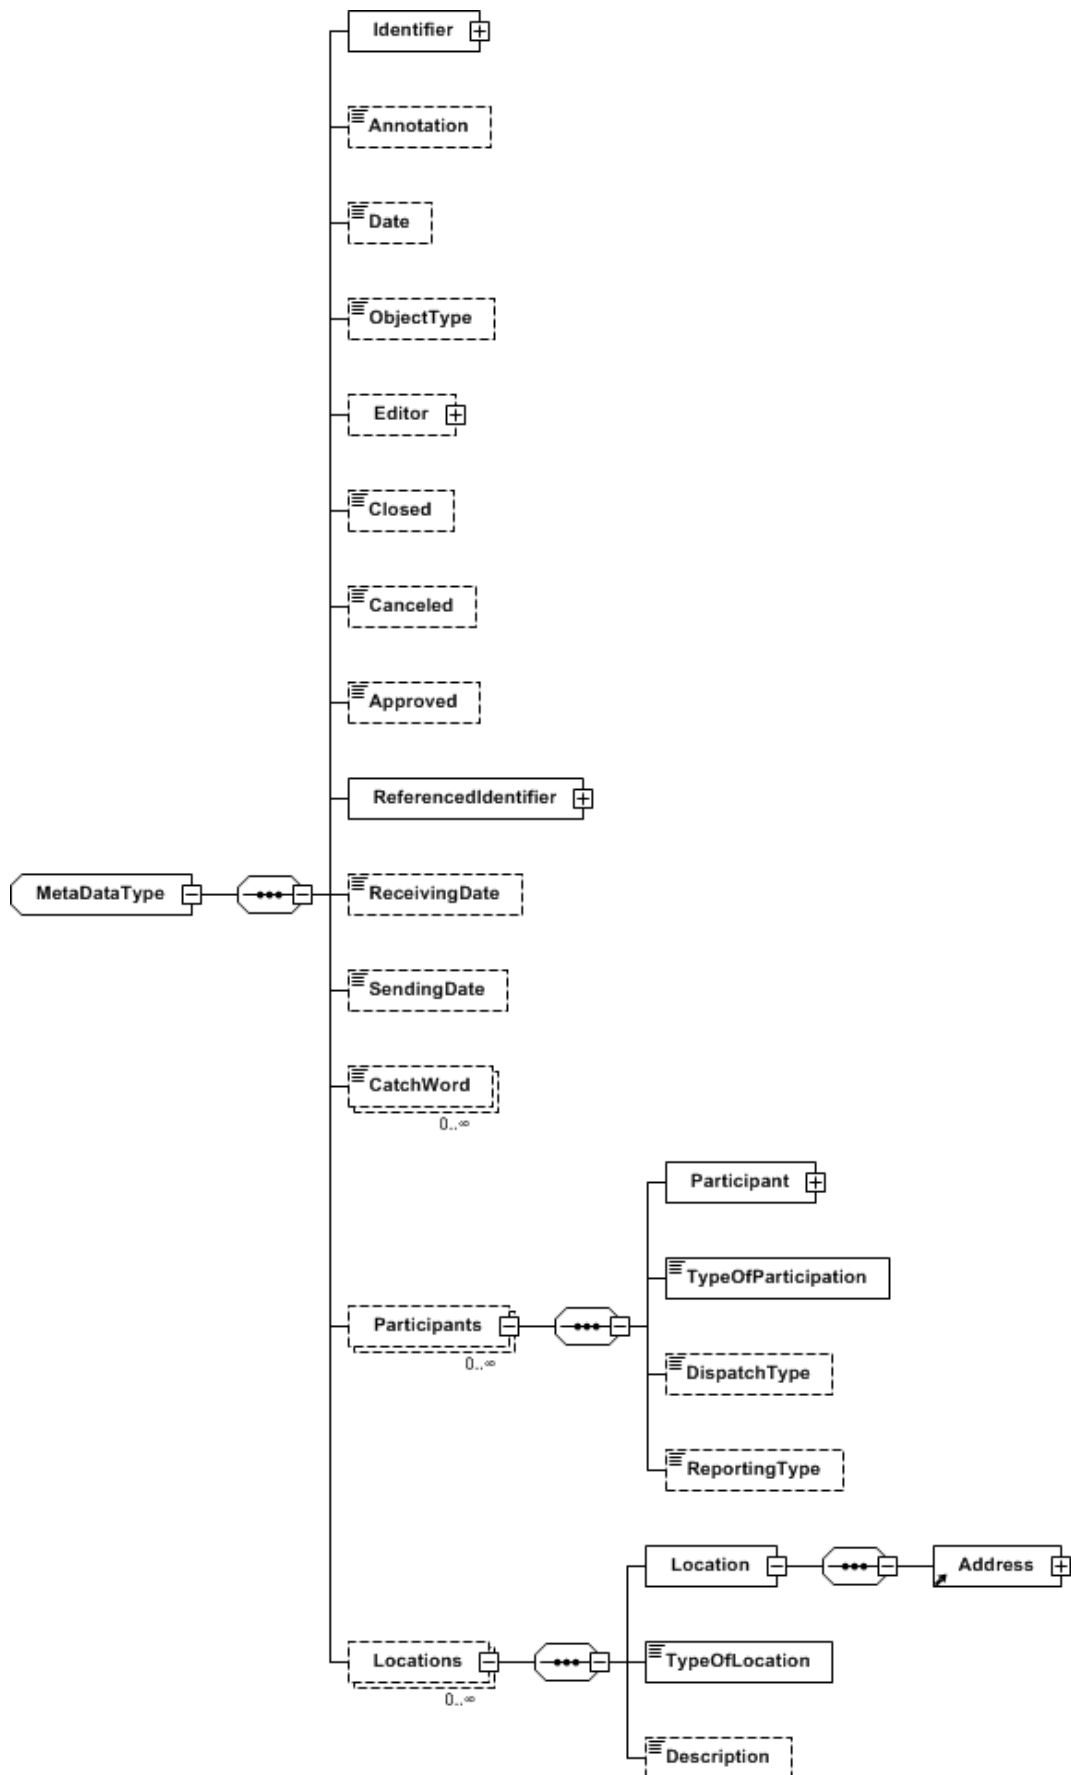 Identifier
Annotation
Date
ObjectType
Editor
Closed
Canceled
Approved
ReferencedIdentifier
MetaDataType
ReceivingDate
SendingDate
CatchWord
0..∞
Participant
TypeOfParticipation
Participants
0..∞
DispatchType
ReportingType
Location
Address
Locations
0..∞
TypeOfLocation
Description